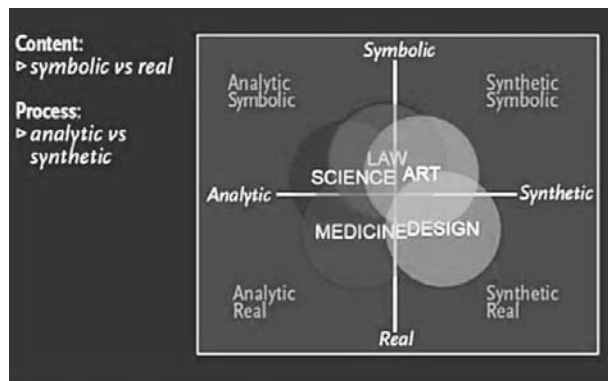 Content:
▹ symbolic vs real
Process:
▹ analytic vs
synthetic
Symbolic
Analytic
Symbolic
Synthetic
Symbolic
LAW
SCIENCE
ART
Analytic
Synthetic
MEDICINE
DESIGN
Analytic
Real
Synthetic
Real
Real